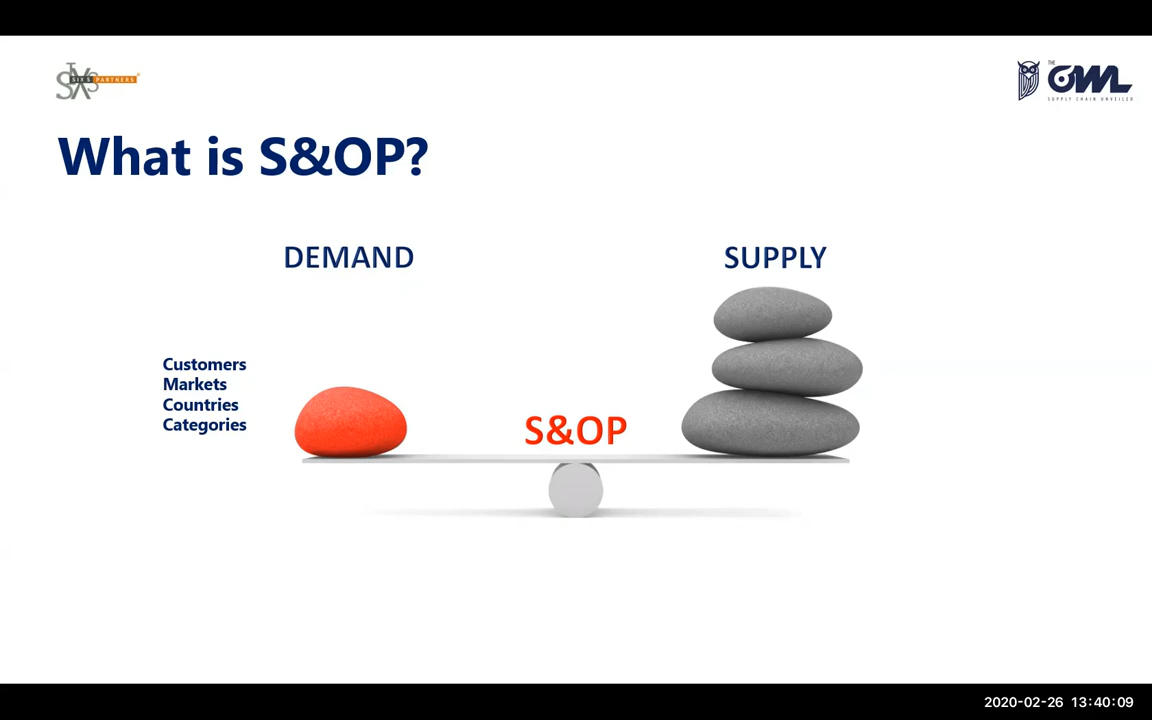 SIX S PARTNERS
THE
OWL
SUPPLY CHAIN UNVEILED
What is S&OP?
DEMAND
SUPPLY
Customers
Markets
Countries
Categories
S&OP
2020-02-26 13:40:09